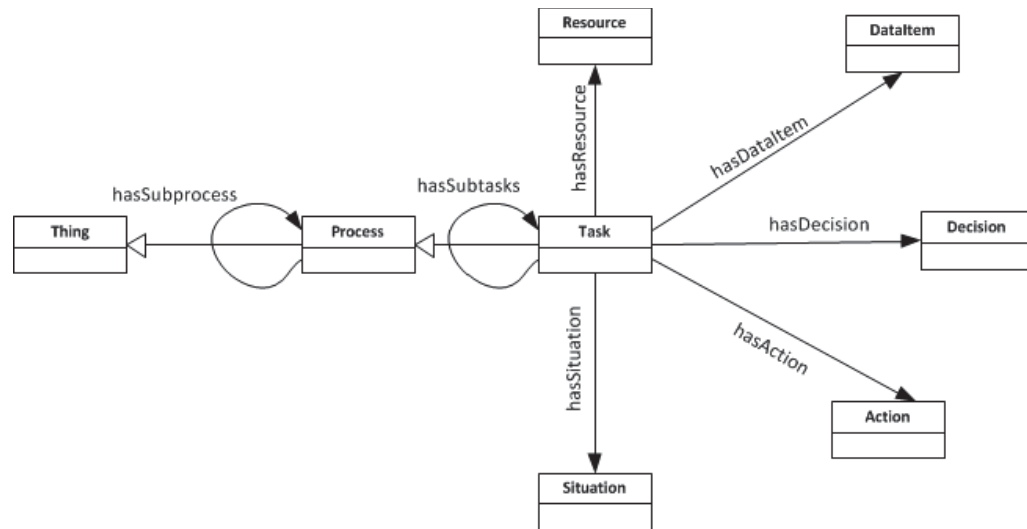 Resource
DataItem
hasResource
hasDataItem
hasSubtasks
hasSubprocess
Thing
Process
Task
hasDecision
Decision
hasSituation
hasAction
Action
Situation